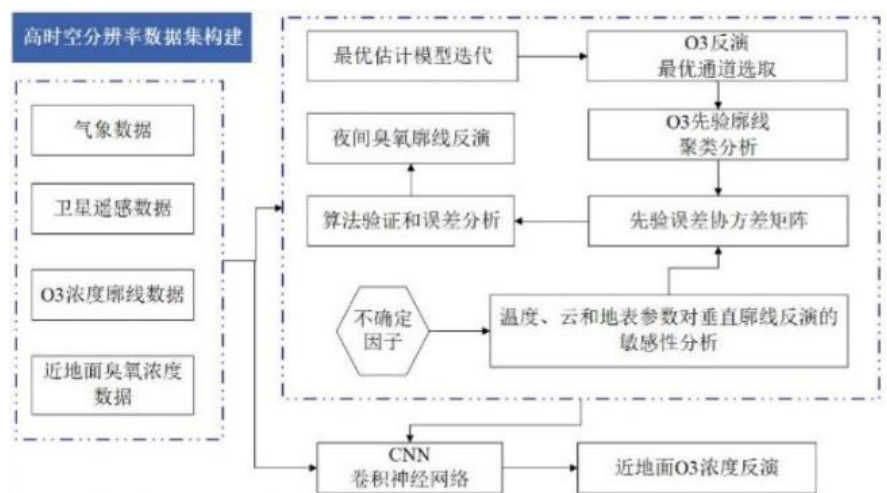 高时空分辨率数据集构建
气象数据
卫星遥感数据
O3浓度廓线数据
近地面臭氧浓度
数据
最优估计模型迭代
O3反演
最优通道选取
夜间臭氧廓线反演
O3先验廓线
聚类分析
算法验证和误差分析
先验误差协方差矩阵
不确定
因子
温度、云和地表参数对垂直廓线反演的
敏感性分析
CNN
卷积神经网络
近地面O3浓度反演